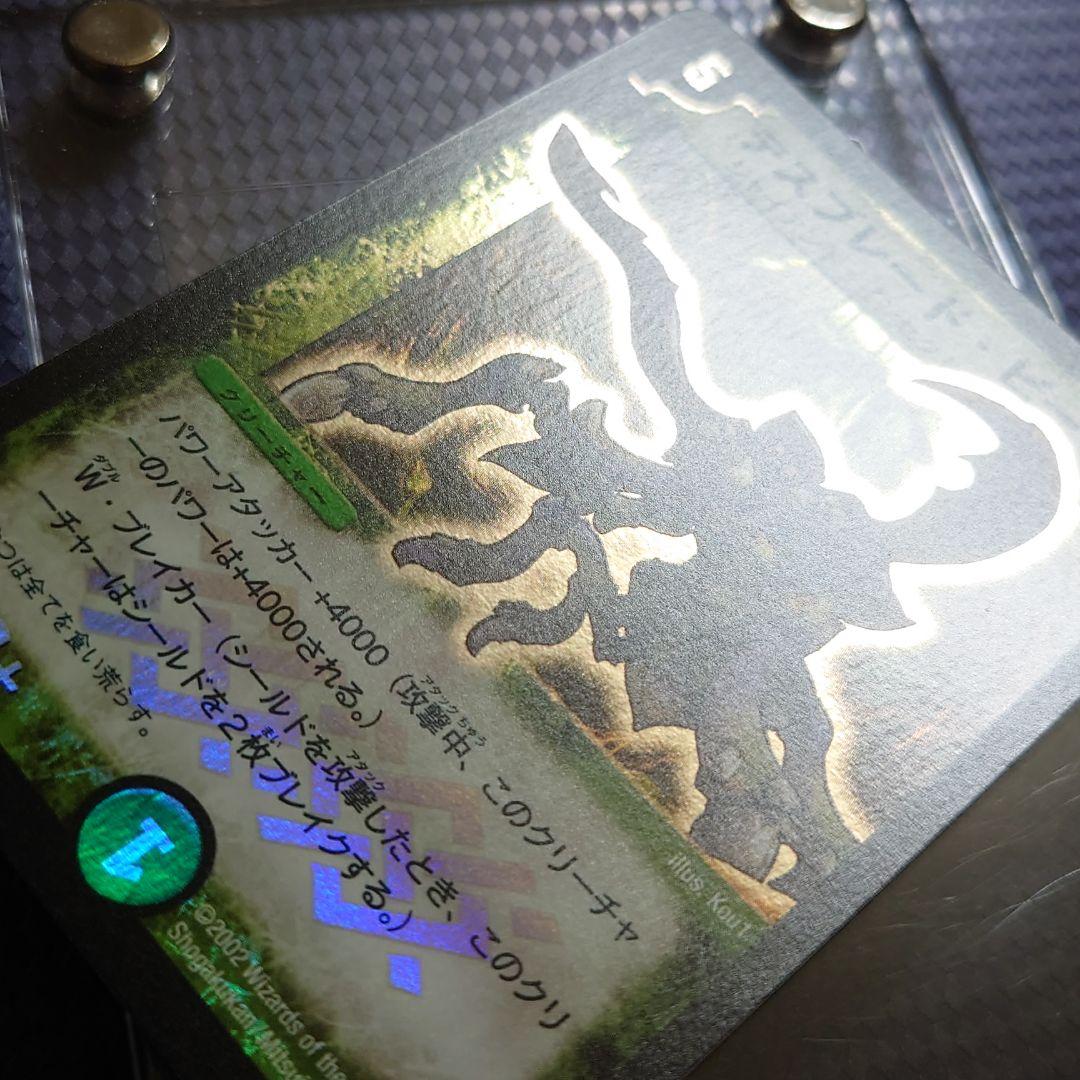 5
デスブレード・ビ
クリーチャー
パワーアタッカー+4000（攻撃中、このクリーチャ
ーのパワーは+4000される。）
W・ブレイカー（シールドを攻撃したとき、このクリ
ーチャーはシールドを2枚ブレイクする。）
つは全てを食い荒らす。
1
illus. Kou1
©2002 Wizards of the
Shogakukan/Mitsu